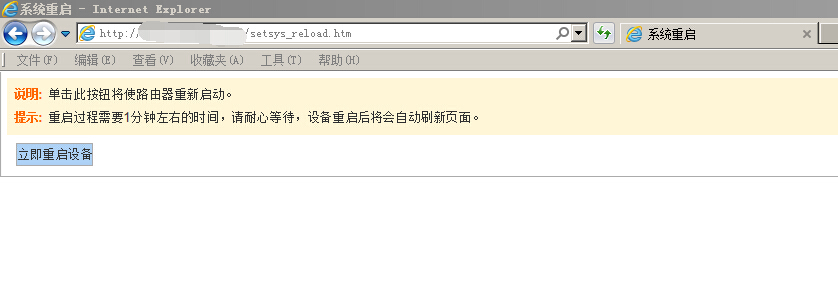 系统重启 - Internet Explorer
http:// /setsys_reload.htm
系统重启
文件(F) 编辑(E) 查看(V) 收藏夹(A) 工具(T) 帮助(H)
说明: 单击此按钮将使路由器重新启动。
提示: 重启过程需要1分钟左右的时间，请耐心等待，设备重启后将会自动刷新页面。
立即重启设备